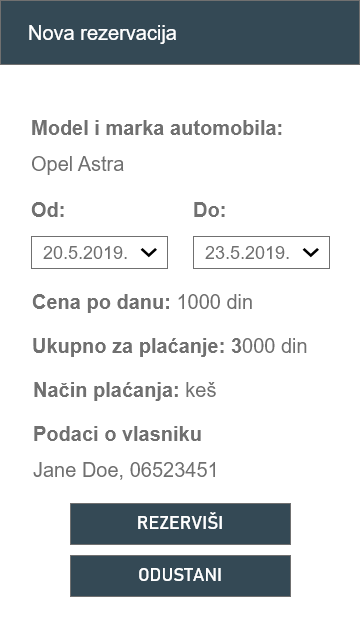 Nova rezervacija
Model i marka automobila:
Opel Astra
Od: Do:
20.5.2019. 23.5.2019.
Cena po danu: 1000 din
Ukupno za plaćanje: 3000 din
Način plaćanja: keš
Podaci o vlasniku
Jane Doe, 06523451
REZERVIŠI
ODUSTANI